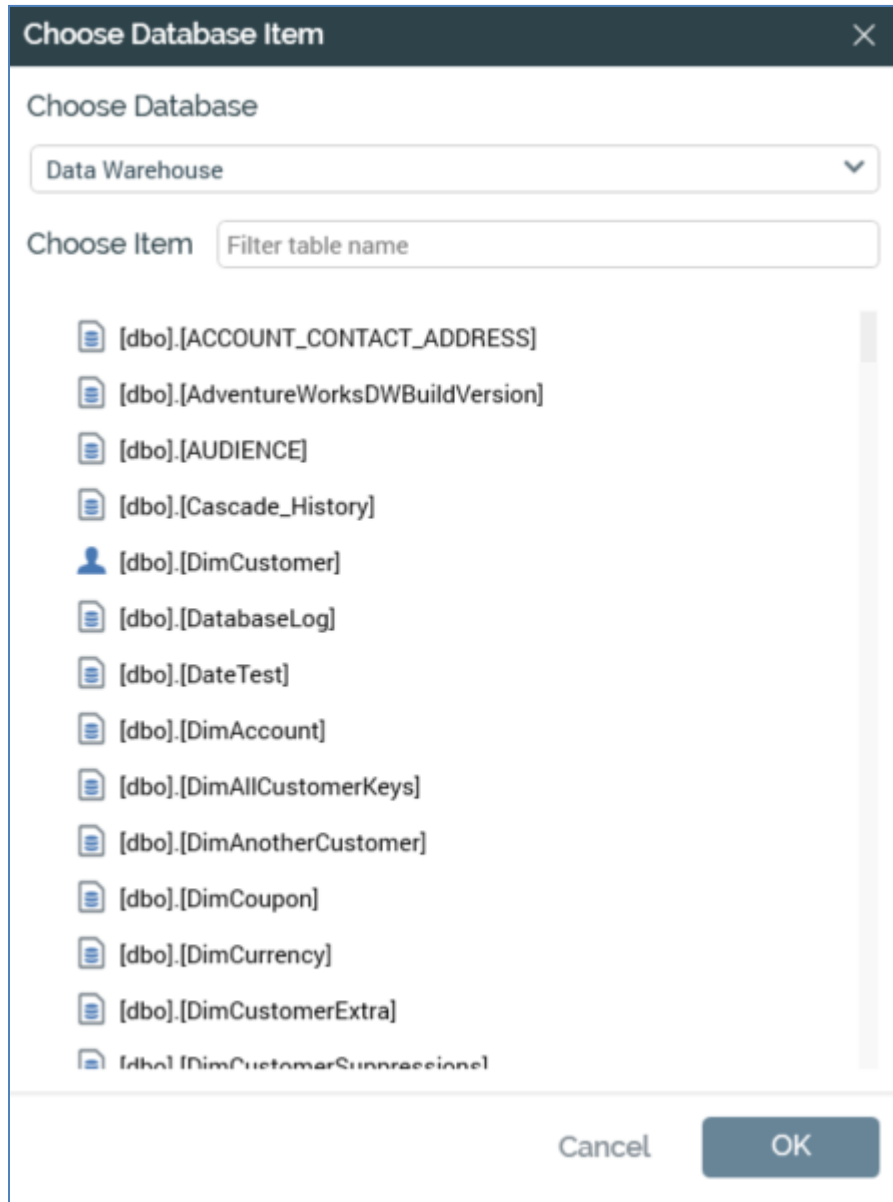 Choose Database Item
Choose Database
Data Warehouse
Choose Item Filter table name
[dbo].[ACCOUNT_CONTACT_ADDRESS]
[dbo].[AdventureWorksDWBuildVersion]
[dbo].[AUDIENCE]
[dbo].[Cascade_History]
[dbo].[DimCustomer]
[dbo].[DatabaseLog]
[dbo].[DateTest]
[dbo].[DimAccount]
[dbo].[DimAllCustomerKeys]
[dbo].[DimAnotherCustomer]
[dbo].[DimCoupon]
[dbo].[DimCurrency]
[dbo].[DimCustomerExtra]
[dbo].[DimCustomerSuppressions]
Cancel OK